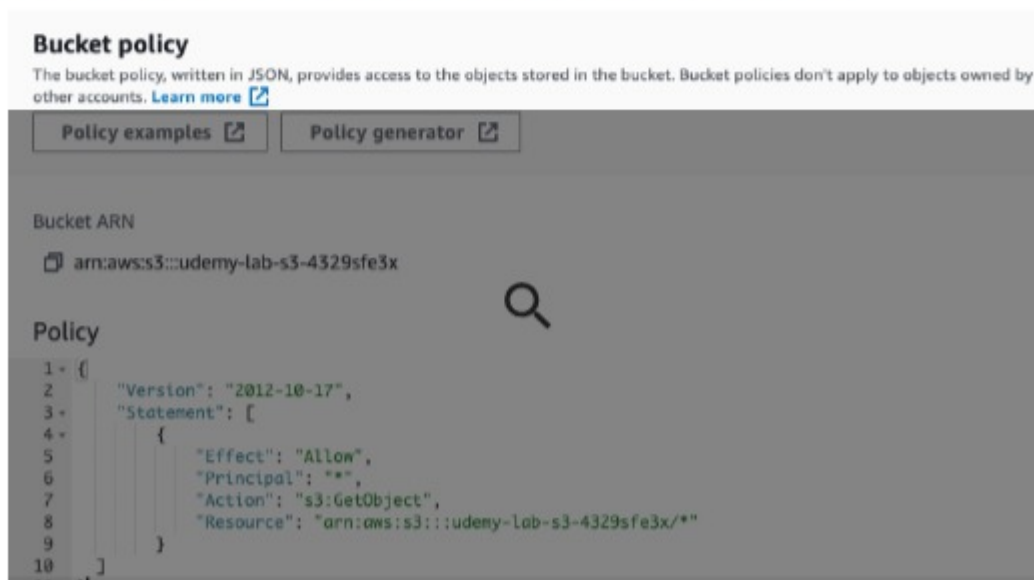 Bucket policy
The bucket policy, written in JSON, provides access to the objects stored in the bucket. Bucket policies don't apply to objects owned by
other accounts. Learn more
Policy examples
Policy generator
Bucket ARN
arn:aws:s3:::udemy-lab-s3-4329sfe3x
Policy
1 {
2 "Version": "2012-10-17",
3 "Statement": [
4 {
5 "Effect": "Allow",
6 "Principal": "*",
7 "Action": "s3:GetObject",
8 "Resource": "arn:aws:s3:::udemy-lab-s3-4329sfe3x/*"
9 }
10 ]